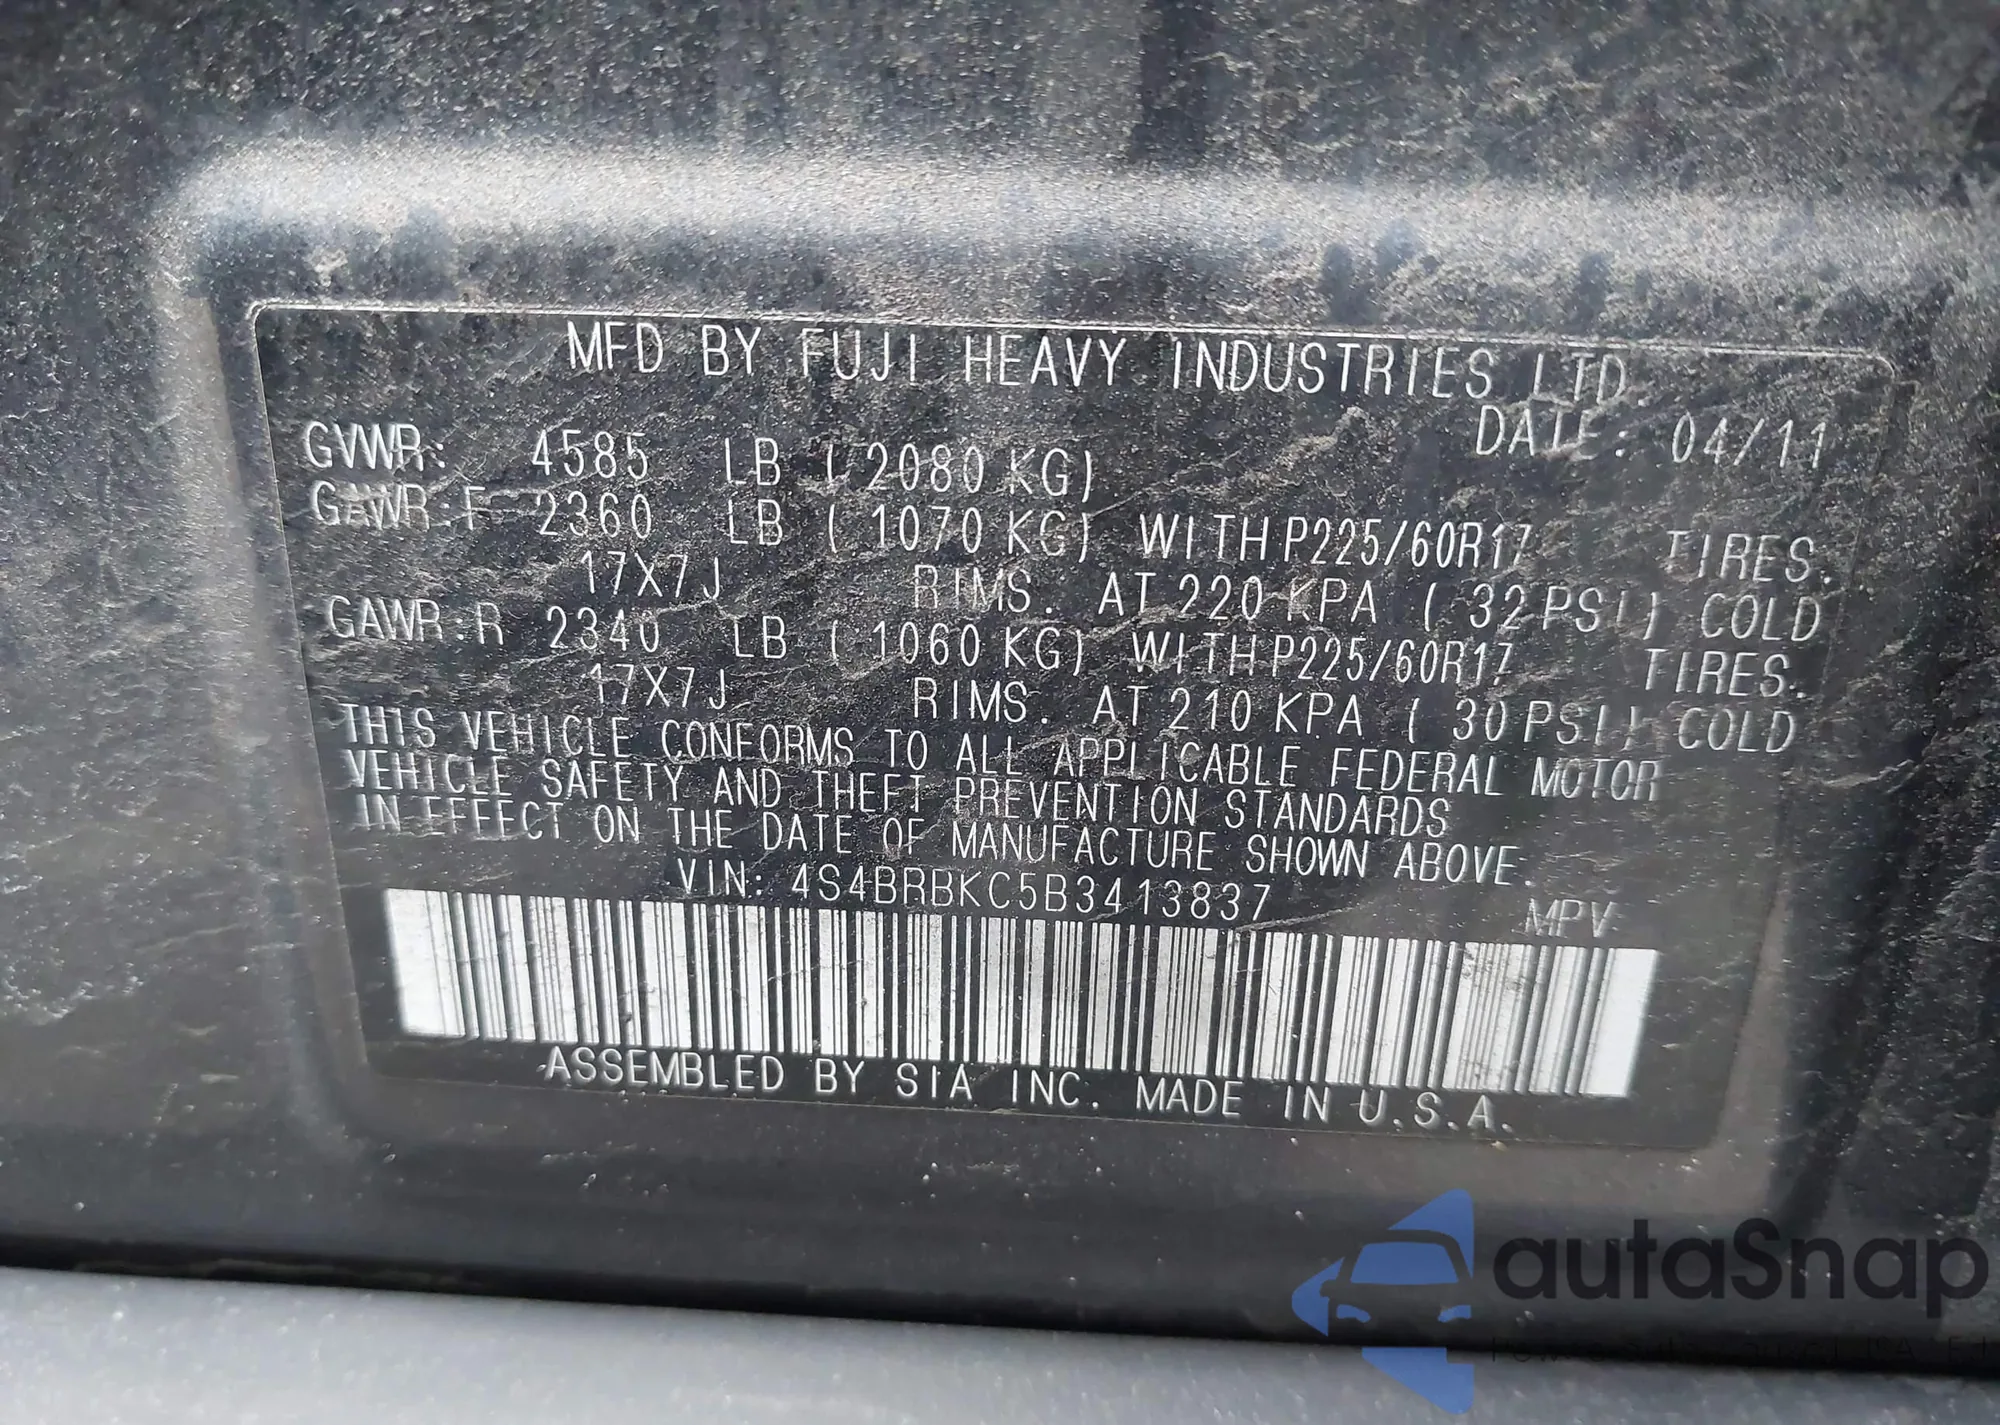 MFD BY FUJI HEAVY INDUSTRIES LTD.
DATE: 04/11
GVWR: 4585 LB ( 2080 KG)
GAWR:F 2360 LB ( 1070 KG) WITH P225/60R17 TIRES.
17X7J RIMS. AT 220 KPA ( 32 PSI) COLD
GAWR:R 2340 LB ( 1060 KG) WITH P225/60R17 TIRES.
17X7J RIMS. AT 210 KPA ( 30 PSI) COLD
THIS VEHICLE CONFORMS TO ALL APPLICABLE FEDERAL MOTOR
VEHICLE SAFETY AND THEFT PREVENTION STANDARDS
IN EFFECT ON THE DATE OF MANUFACTURE SHOWN ABOVE.
VIN: 4S4BRBKC5B3413837 MPV
ASSEMBLED BY SIA INC. MADE IN U.S.A.
autaSnap